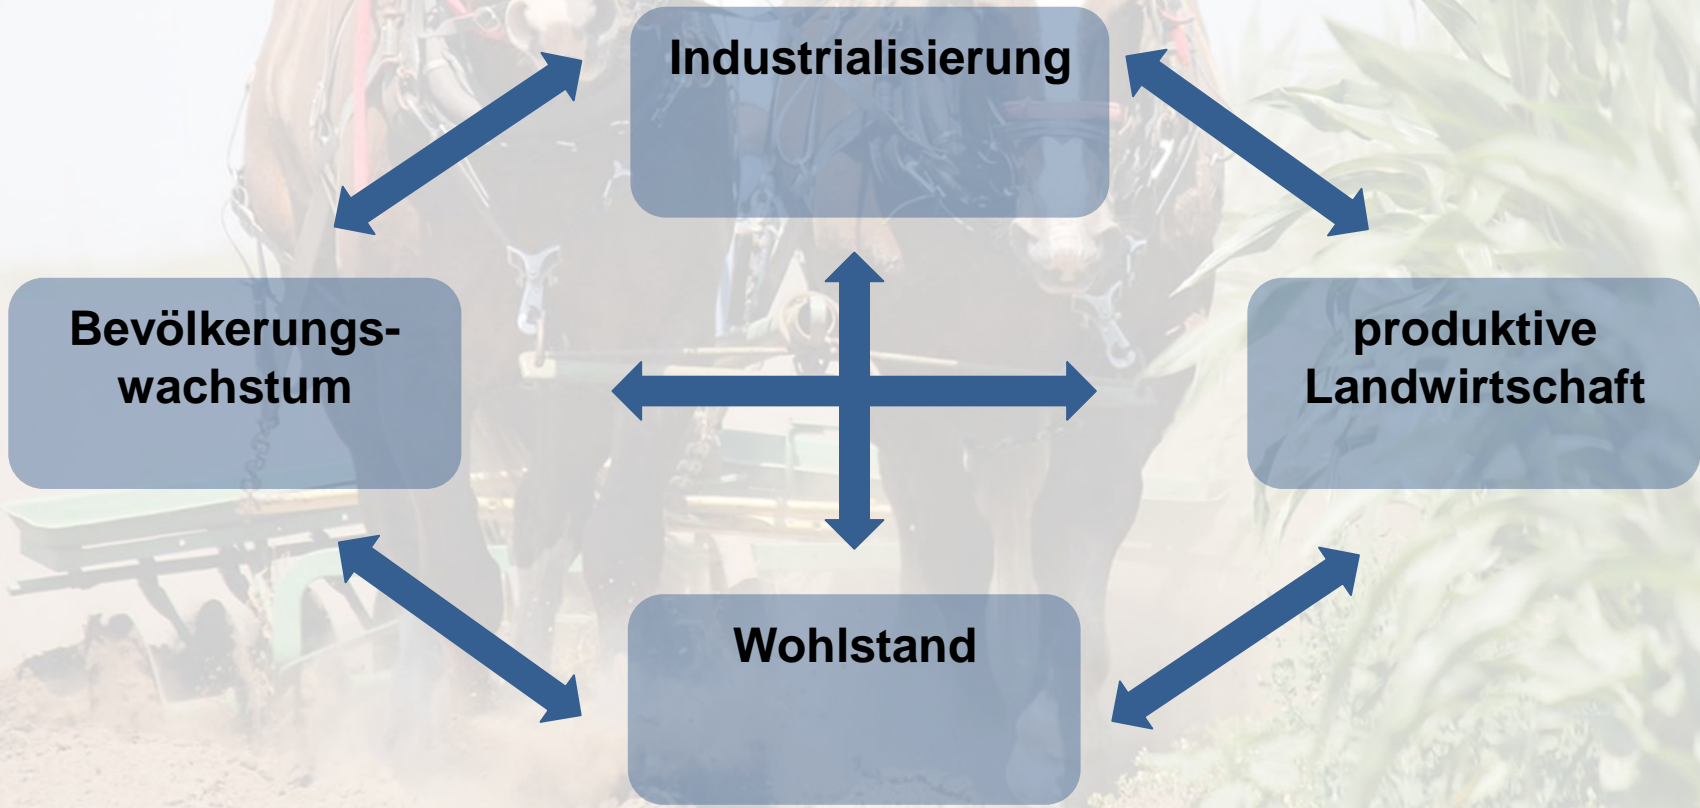 Industrialisierung
Bevölkerungs-
wachstum
produktive
Landwirtschaft
Wohlstand